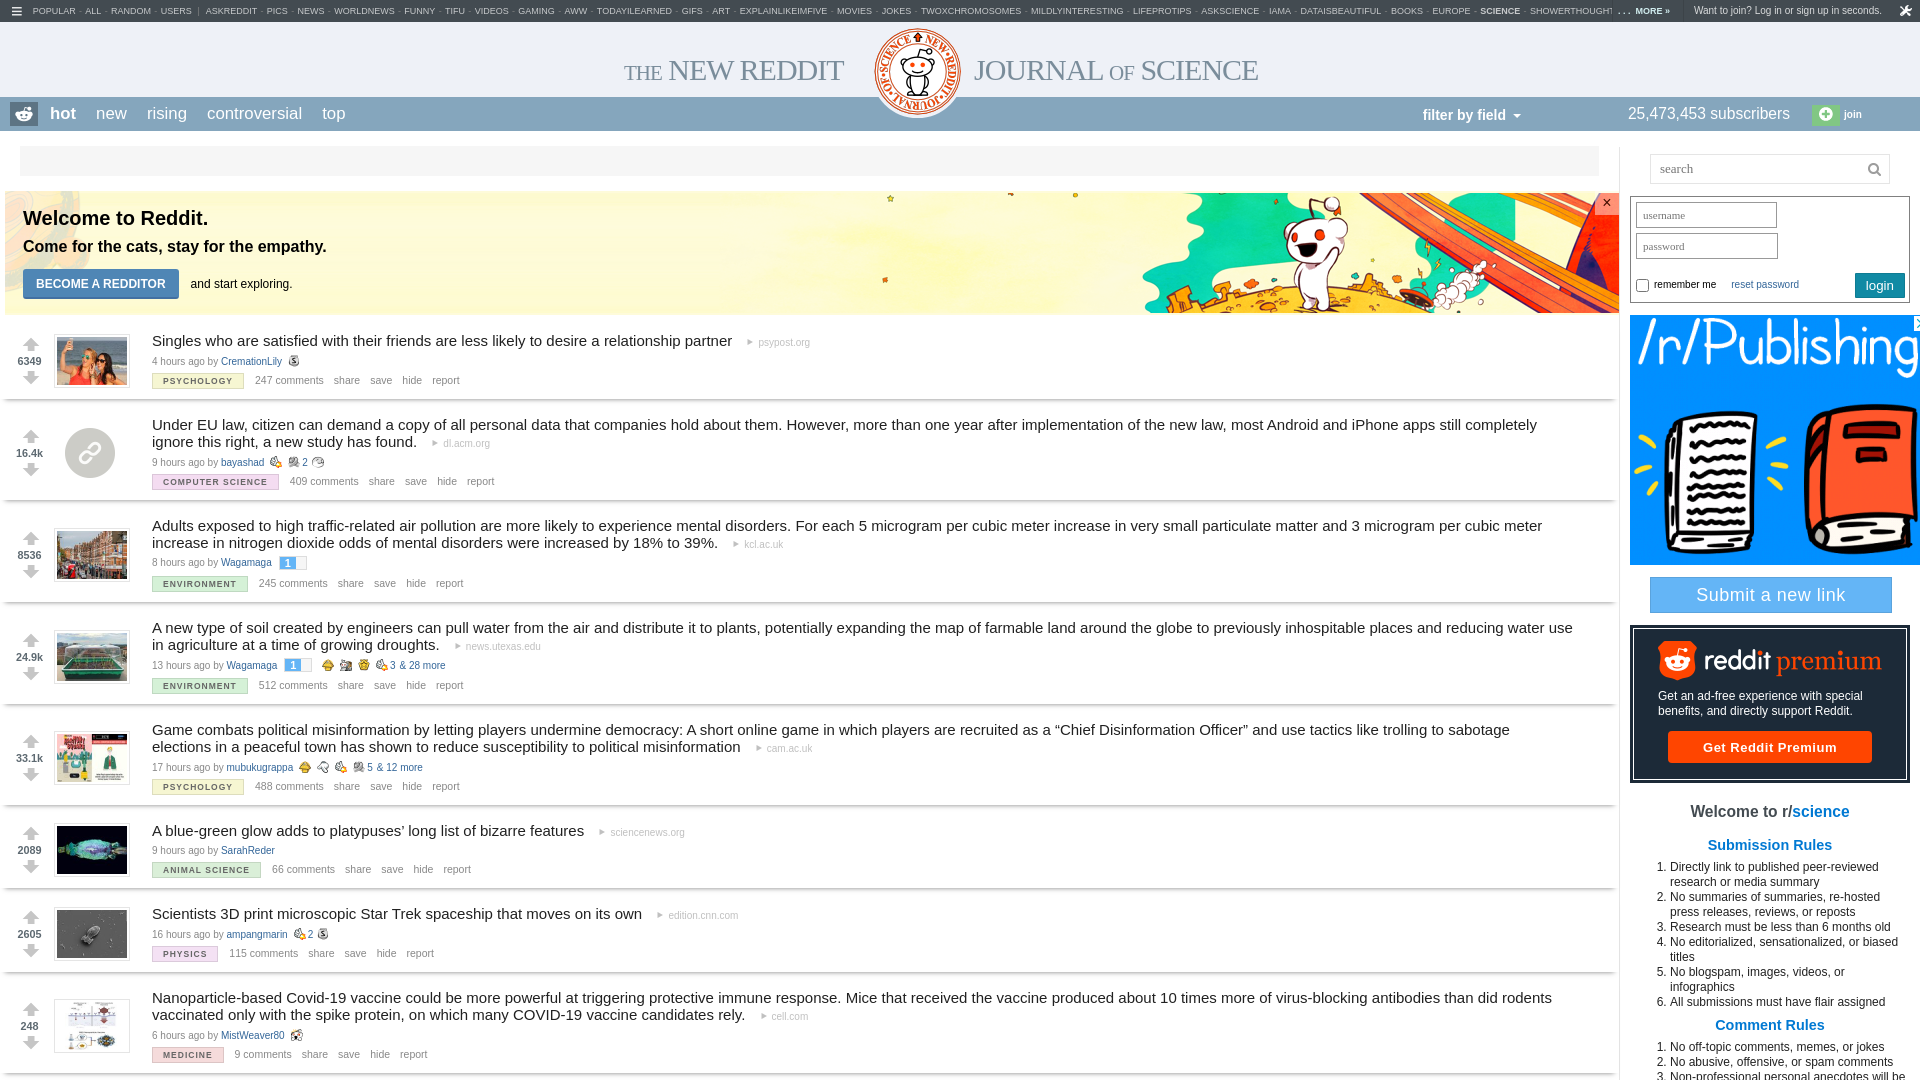 POPULAR - ALL - RANDOM - USERS | ASKREDDIT - PICS - NEWS - WORLDNEWS - FUNNY - TIFU - VIDEOS - GAMING - AWW - TODAYILEARNED - GIFS - ART - EXPLAINLIKEIMFIVE - MOVIES - JOKES - TWOXCHROMOSOMES - MILDLYINTERESTING - LIFEPROTIPS - ASKSCIENCE - IAMA - DATAISBEAUTIFUL - BOOKS - EUROPE - SCIENCE - SHOWERTHOUGHT ... MORE » Want to join? Log in or sign up in seconds.
THE NEW REDDIT JOURNAL OF SCIENCE
NEW·REDDIT·JOURNAL·OF·SCIENCE
hot new rising controversial top filter by field 25,473,453 subscribers join
search
Welcome to Reddit.
Come for the cats, stay for the empathy.
BECOME A REDDITOR and start exploring.
×
username
password
remember me reset password login
/r/Publishing
Submit a new link
reddit premium
Get an ad-free experience with special
benefits, and directly support Reddit.
Get Reddit Premium
Welcome to r/science
Submission Rules
1. Directly link to published peer-reviewed
research or media summary
2. No summaries of summaries, re-hosted
press releases, reviews, or reposts
3. Research must be less than 6 months old
4. No editorialized, sensationalized, or biased
titles
5. No blogspam, images, videos, or
infographics
6. All submissions must have flair assigned
Comment Rules
1. No off-topic comments, memes, or jokes
2. No abusive, offensive, or spam comments
3. Non-professional personal anecdotes will be
6349
Singles who are satisfied with their friends are less likely to desire a relationship partner psypost.org
4 hours ago by CremationLily
PSYCHOLOGY 247 comments share save hide report
16.4k
Under EU law, citizen can demand a copy of all personal data that companies hold about them. However, more than one year after implementation of the new law, most Android and iPhone apps still completely
ignore this right, a new study has found. dl.acm.org
9 hours ago by bayashad 2
COMPUTER SCIENCE 409 comments share save hide report
8536
Adults exposed to high traffic-related air pollution are more likely to experience mental disorders. For each 5 microgram per cubic meter increase in very small particulate matter and 3 microgram per cubic meter
increase in nitrogen dioxide odds of mental disorders were increased by 18% to 39%. kcl.ac.uk
8 hours ago by Wagamaga 1
ENVIRONMENT 245 comments share save hide report
24.9k
A new type of soil created by engineers can pull water from the air and distribute it to plants, potentially expanding the map of farmable land around the globe to previously inhospitable places and reducing water use
in agriculture at a time of growing droughts. news.utexas.edu
13 hours ago by Wagamaga 1 3 & 28 more
ENVIRONMENT 512 comments share save hide report
33.1k
Game combats political misinformation by letting players undermine democracy: A short online game in which players are recruited as a “Chief Disinformation Officer” and use tactics like trolling to sabotage
elections in a peaceful town has shown to reduce susceptibility to political misinformation cam.ac.uk
17 hours ago by mubukugrappa 5 & 12 more
PSYCHOLOGY 488 comments share save hide report
2089
A blue-green glow adds to platypuses’ long list of bizarre features sciencenews.org
9 hours ago by SarahReder
ANIMAL SCIENCE 66 comments share save hide report
2605
Scientists 3D print microscopic Star Trek spaceship that moves on its own edition.cnn.com
16 hours ago by ampangmarin 2
PHYSICS 115 comments share save hide report
248
Nanoparticle-based Covid-19 vaccine could be more powerful at triggering protective immune response. Mice that received the vaccine produced about 10 times more of virus-blocking antibodies than did rodents
vaccinated only with the spike protein, on which many COVID-19 vaccine candidates rely. cell.com
6 hours ago by MistWeaver80
MEDICINE 9 comments share save hide report